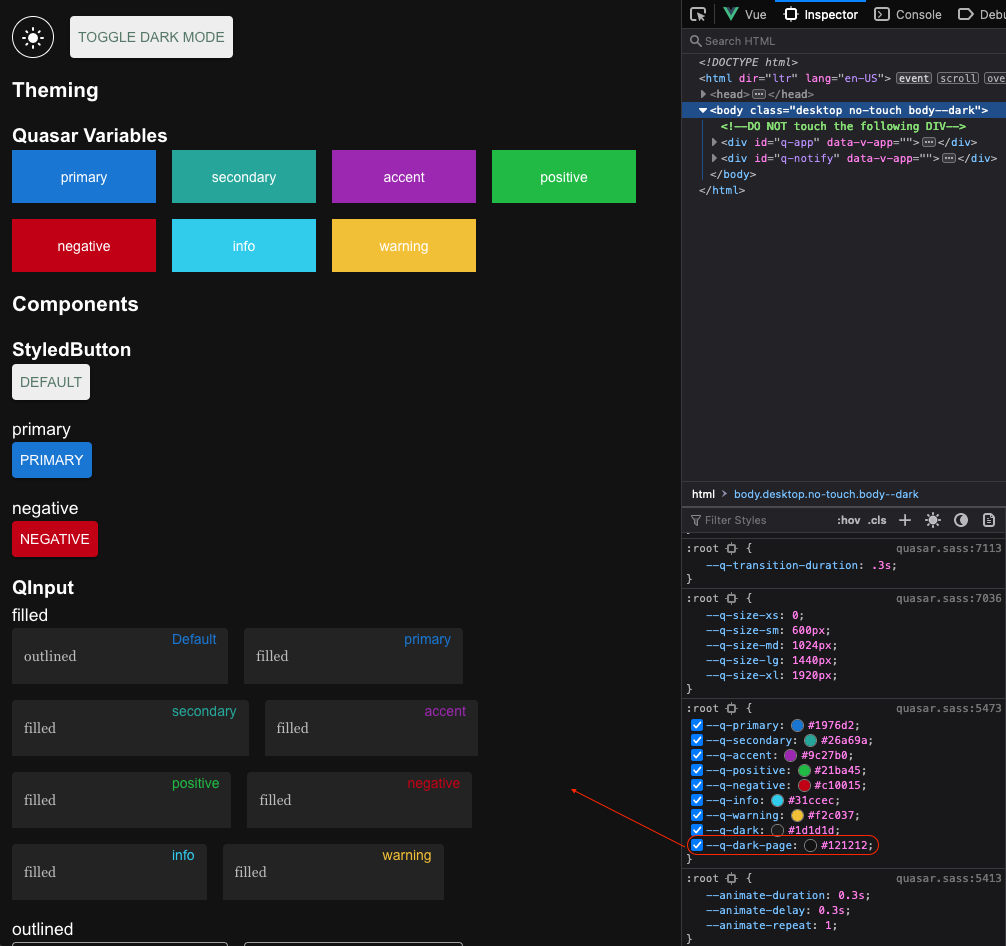 TOGGLE DARK MODE
Theming
Quasar Variables
primary
secondary
accent
positive
negative
info
warning
Components
StyledButton
DEFAULT
primary
PRIMARY
negative
NEGATIVE
QInput
filled
Default
outlined
primary
filled
secondary
filled
accent
filled
positive
filled
negative
filled
info
filled
warning
filled
outlined
Vue
Inspector
Console
Debu
Search HTML
<!DOCTYPE html>
<html dir="ltr" lang="en-US"> event scroll ove
<head> ••• </head>
<body class="desktop no-touch body--dark">
<!--DO NOT touch the following DIV-->
<div id="q-app" data-v-app=""> ••• </div>
<div id="q-notify" data-v-app=""> ••• </div>
</body>
</html>
html > body.desktop.no-touch.body--dark
Filter Styles
:hov .cls +
}
:root { quasar.sass:7113
--q-transition-duration: .3s;
}
:root { quasar.sass:7036
--q-size-xs: 0;
--q-size-sm: 600px;
--q-size-md: 1024px;
--q-size-lg: 1440px;
--q-size-xl: 1920px;
}
:root { quasar.sass:5473
--q-primary: #1976d2;
--q-secondary: #26a69a;
--q-accent: #9c27b0;
--q-positive: #21ba45;
--q-negative: #c10015;
--q-info: #31ccec;
--q-warning: #f2c037;
--q-dark: #1d1d1d;
--q-dark-page: #121212;
}
:root { quasar.sass:5413
--animate-duration: 0.3s;
--animate-delay: 0.3s;
--animate-repeat: 1;
}